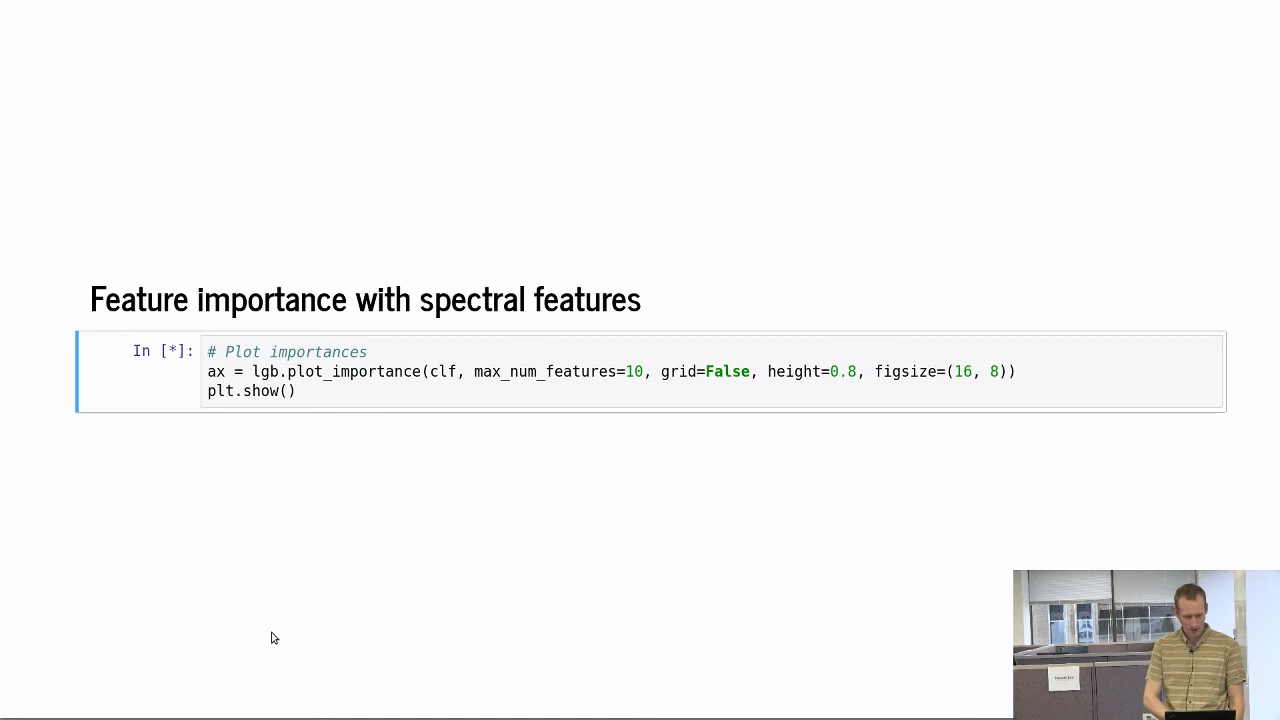 Feature importance with spectral features
In [*]:
# Plot importances
ax = lgb.plot_importance(clf, max_num_features=10, grid=False, height=0.8, figsize=(16, 8))
plt.show()